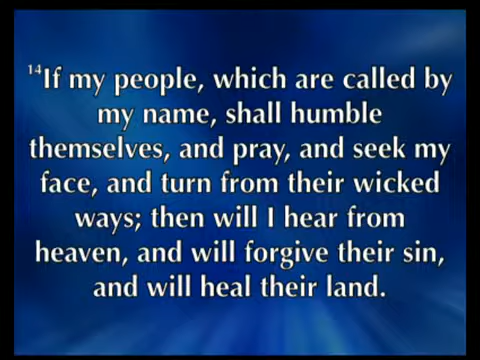 ¹⁴If my people, which are called by
my name, shall humble
themselves, and pray, and seek my
face, and turn from their wicked
ways; then will I hear from
heaven, and will forgive their sin,
and will heal their land.